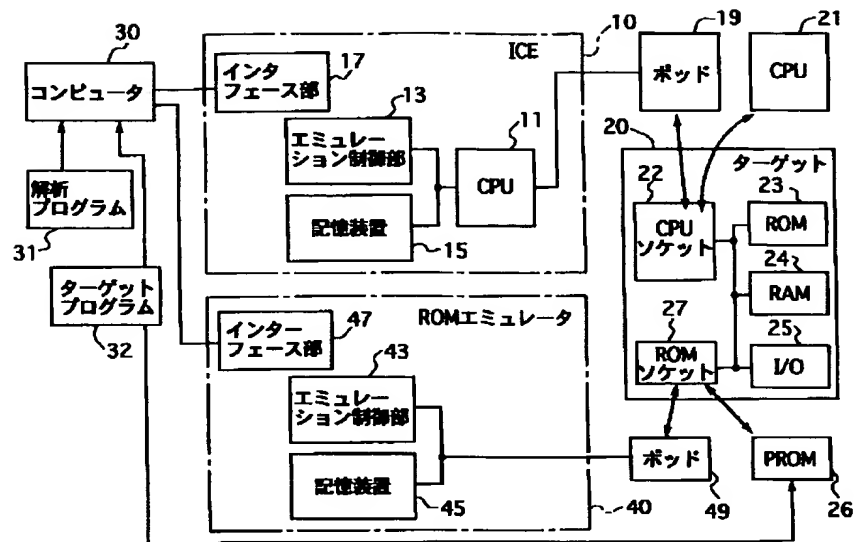 30
コンピュータ
解析
プログラム
31
ターゲット
プログラム
32
ICE
10
インタ
フェース部
17
13
エミュレー
ション制御部
11
CPU
記憶装置
15
19
ポッド
21
CPU
20
ターゲット
22
CPU
ソケット
23
ROM
24
RAM
25
I/O
27
ROM
ソケット
ROMエミュレータ
インター
フェース部
47
43
エミュレー
ション制御部
記憶装置
45
40
ポッド
49
PROM
26